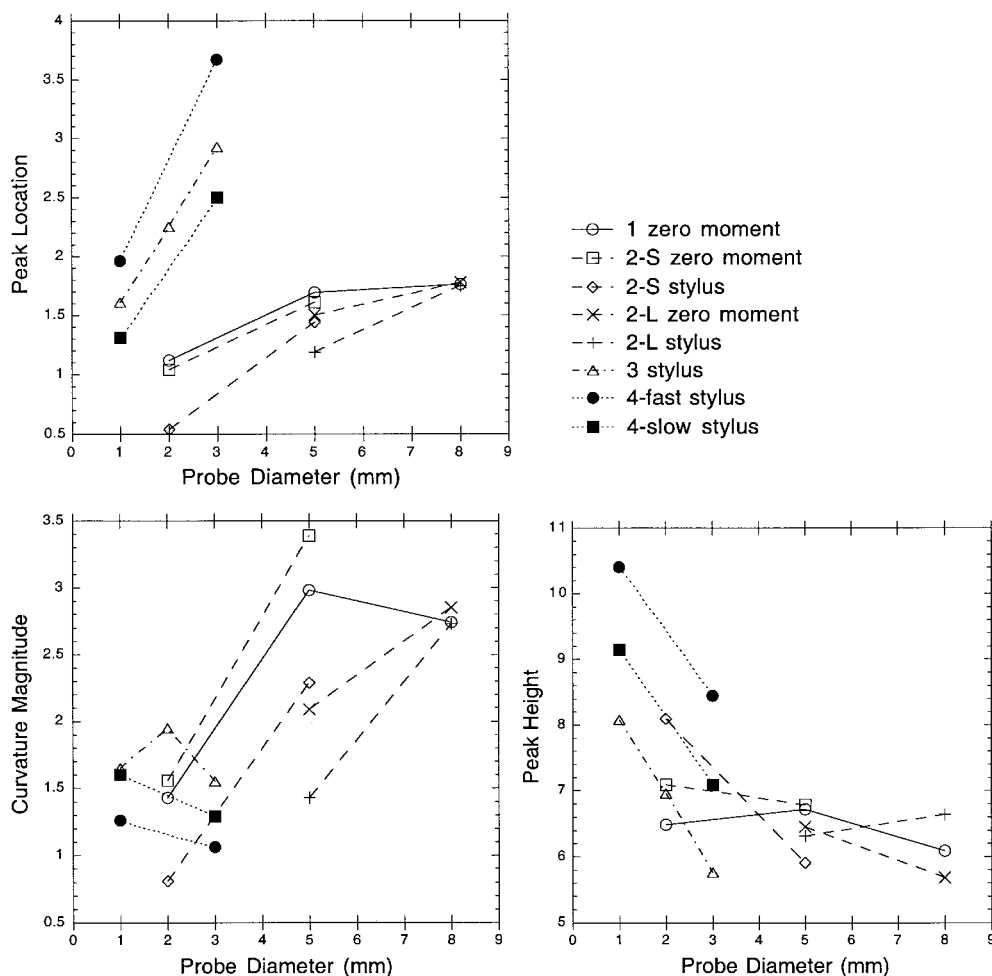 4
3.5
3
2.5
2
1.5
1
0.5
Peak Location
0 1 2 3 4 5 6 7 8 9
Probe Diameter (mm)
1 zero moment
2-S zero moment
2-S stylus
2-L zero moment
2-L stylus
3 stylus
4-fast stylus
4-slow stylus
3.5
3
2.5
2
1.5
1
0.5
Curvature Magnitude
0 1 2 3 4 5 6 7 8 9
Probe Diameter (mm)
11
10
9
8
7
6
5
Peak Height
0 1 2 3 4 5 6 7 8 9
Probe Diameter (mm)